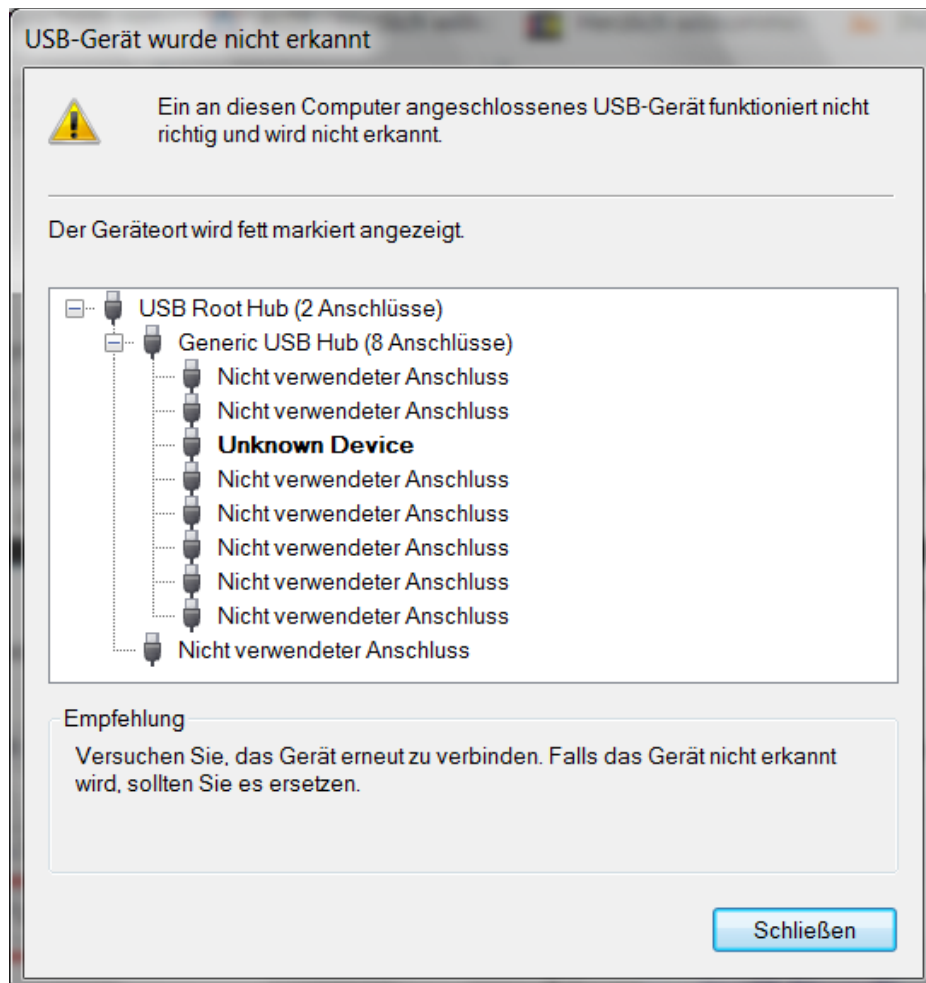 USB-Gerät wurde nicht erkannt
Ein an diesen Computer angeschlossenes USB-Gerät funktioniert nicht
richtig und wird nicht erkannt.
Der Geräteort wird fett markiert angezeigt.
USB Root Hub (2 Anschlüsse)
Generic USB Hub (8 Anschlüsse)
Nicht verwendeter Anschluss
Nicht verwendeter Anschluss
Unknown Device
Nicht verwendeter Anschluss
Nicht verwendeter Anschluss
Nicht verwendeter Anschluss
Nicht verwendeter Anschluss
Nicht verwendeter Anschluss
Nicht verwendeter Anschluss
Empfehlung
Versuchen Sie, das Gerät erneut zu verbinden. Falls das Gerät nicht erkannt
wird, sollten Sie es ersetzen.
Schließen